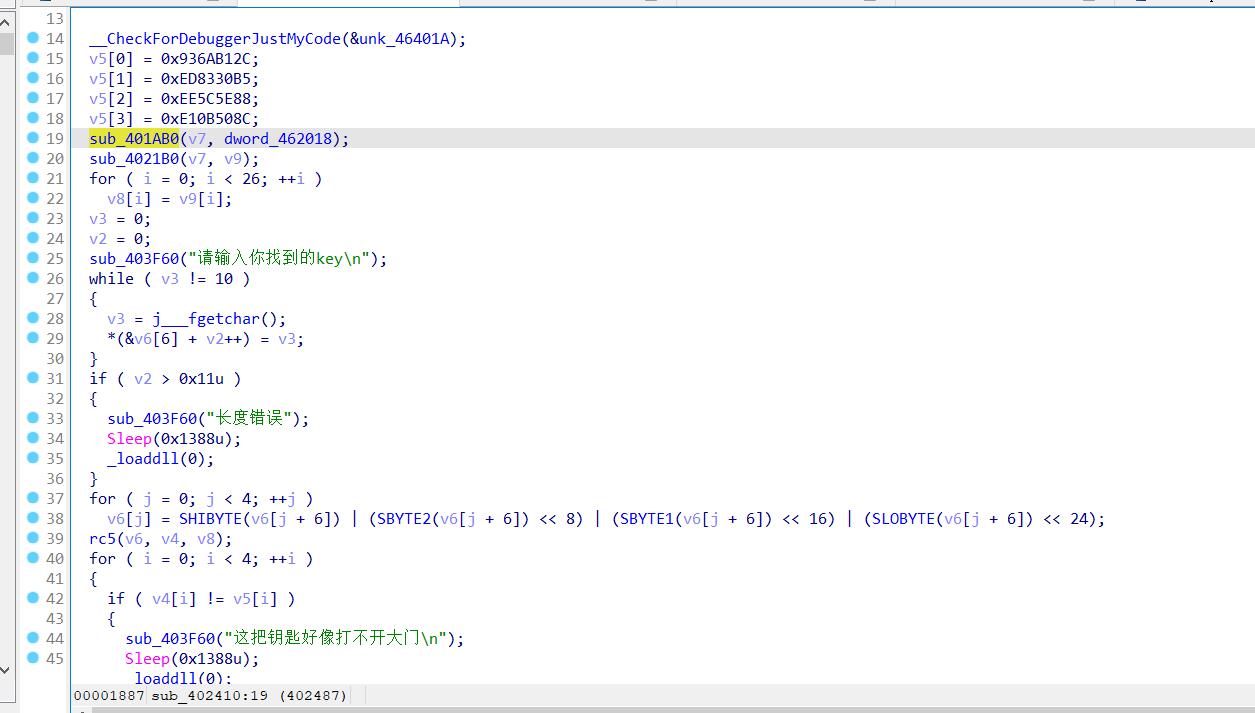 13
14 __CheckForDebuggerJustMyCode(&unk_46401A);
15 v5[0] = 0x936AB12C;
16 v5[1] = 0xED8330B5;
17 v5[2] = 0xEE5C5E88;
18 v5[3] = 0xE10B508C;
19 sub_401AB0(v7, dword_462018);
20 sub_4021B0(v7, v9);
21 for ( i = 0; i < 26; ++i )
22 v8[i] = v9[i];
23 v3 = 0;
24 v2 = 0;
25 sub_403F60("请输入你找到的key\n");
26 while ( v3 != 10 )
27 {
28 v3 = j___fgetchar();
29 *(&v6[6] + v2++) = v3;
30 }
31 if ( v2 > 0x11u )
32 {
33 sub_403F60("长度错误");
34 Sleep(0x1388u);
35 _loaddll(0);
36 }
37 for ( j = 0; j < 4; ++j )
38 v6[j] = SHIBYTE(v6[j + 6]) | (SBYTE2(v6[j + 6]) << 8) | (SBYTE1(v6[j + 6]) << 16) | (SLOBYTE(v6[j + 6]) << 24);
39 rc5(v6, v4, v8);
40 for ( i = 0; i < 4; ++i )
41 {
42 if ( v4[i] != v5[i] )
43 {
44 sub_403F60("这把钥匙好像打不开大门\n");
45 Sleep(0x1388u);
loaddll(0);
00001887 sub_402410:19 (402487)